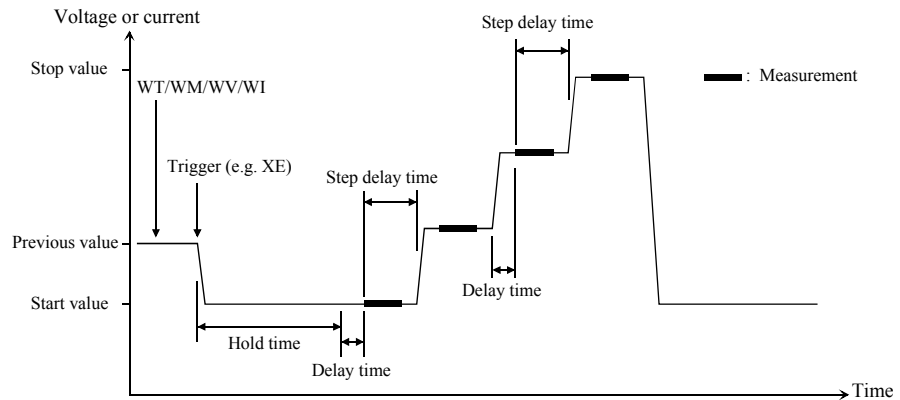 Voltage or current
Step delay time
Stop value
WT/WM/WV/WI
: Measurement
Trigger (e.g. XE)
Step delay time
Previous value
Delay time
Start value
Hold time
Delay time
Time